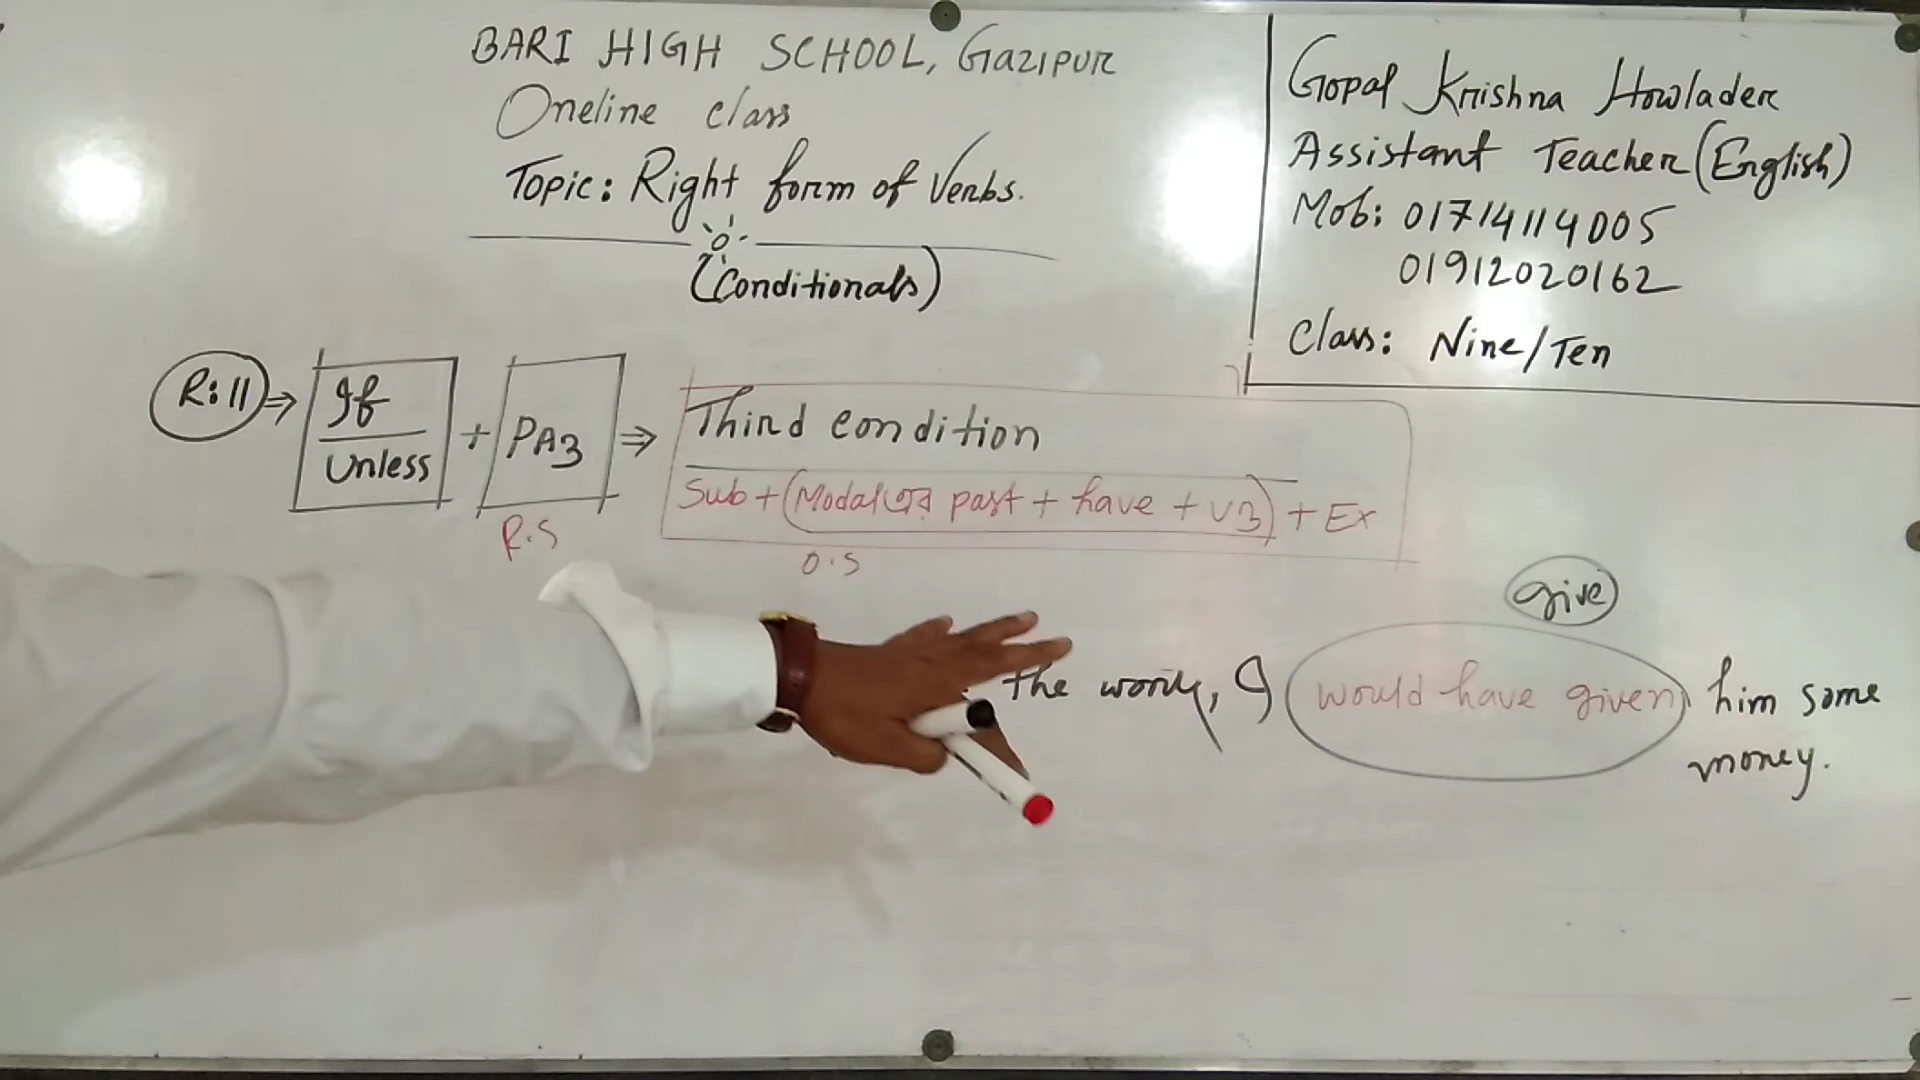 BARI HIGH SCHOOL, Gazipur
Oneline class
Topic: Right form of Verbs.
(Conditionals)
Gopal Krishna Howlader
Assistant Teacher (English)
Mob: 01714114005
01912020162
Class: Nine/Ten
R:11 ⇒ If / Unless + PA3 ⇒ Third condition
Sub + (Modal এর past + have + V3) + Ex
R.S
O.S
give
the work, I would have given him some
money.